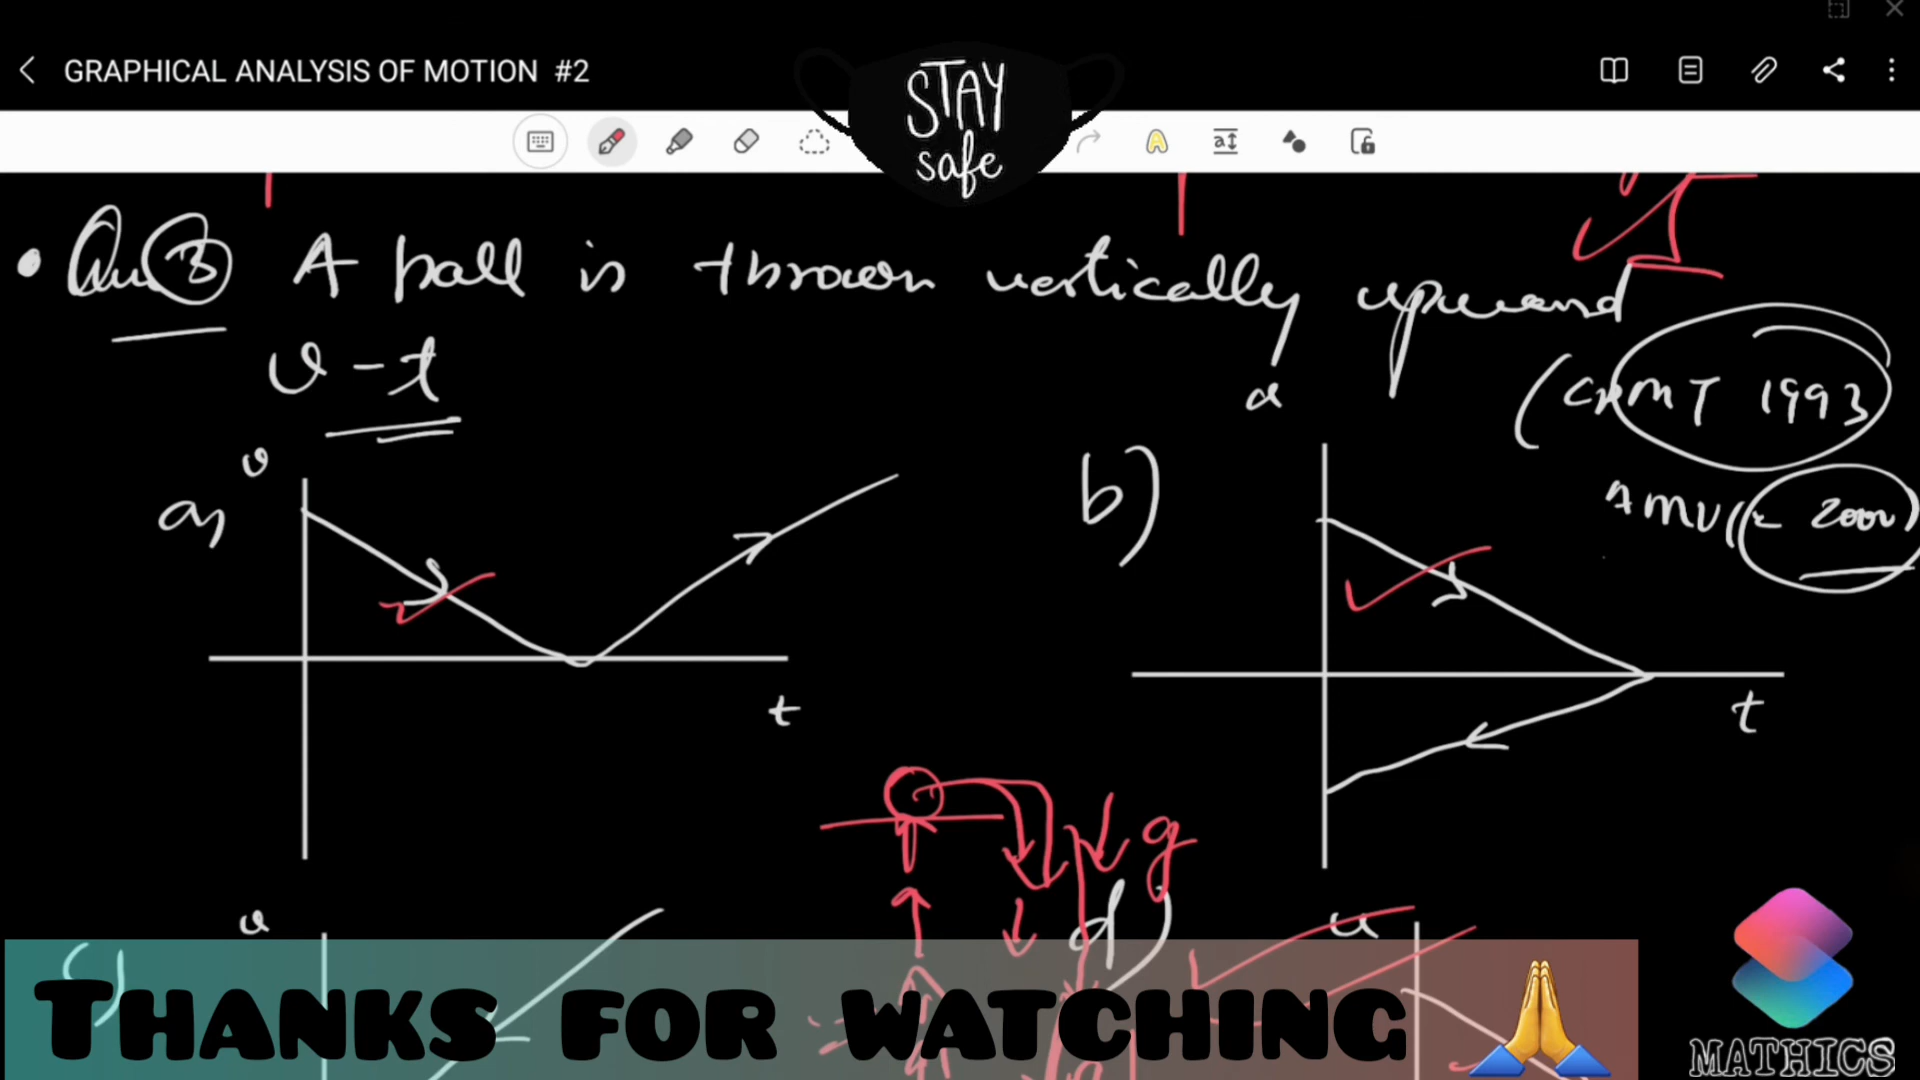 GRAPHICAL ANALYSIS OF MOTION #2
STAY
safe
Qu 3 A ball is thrown vertically upward
v - t
(CPMT 1993
AMU 2000)
a) v
t
b)
t
g
c) v
d)
THANKS FOR WATCHING
MATHICS